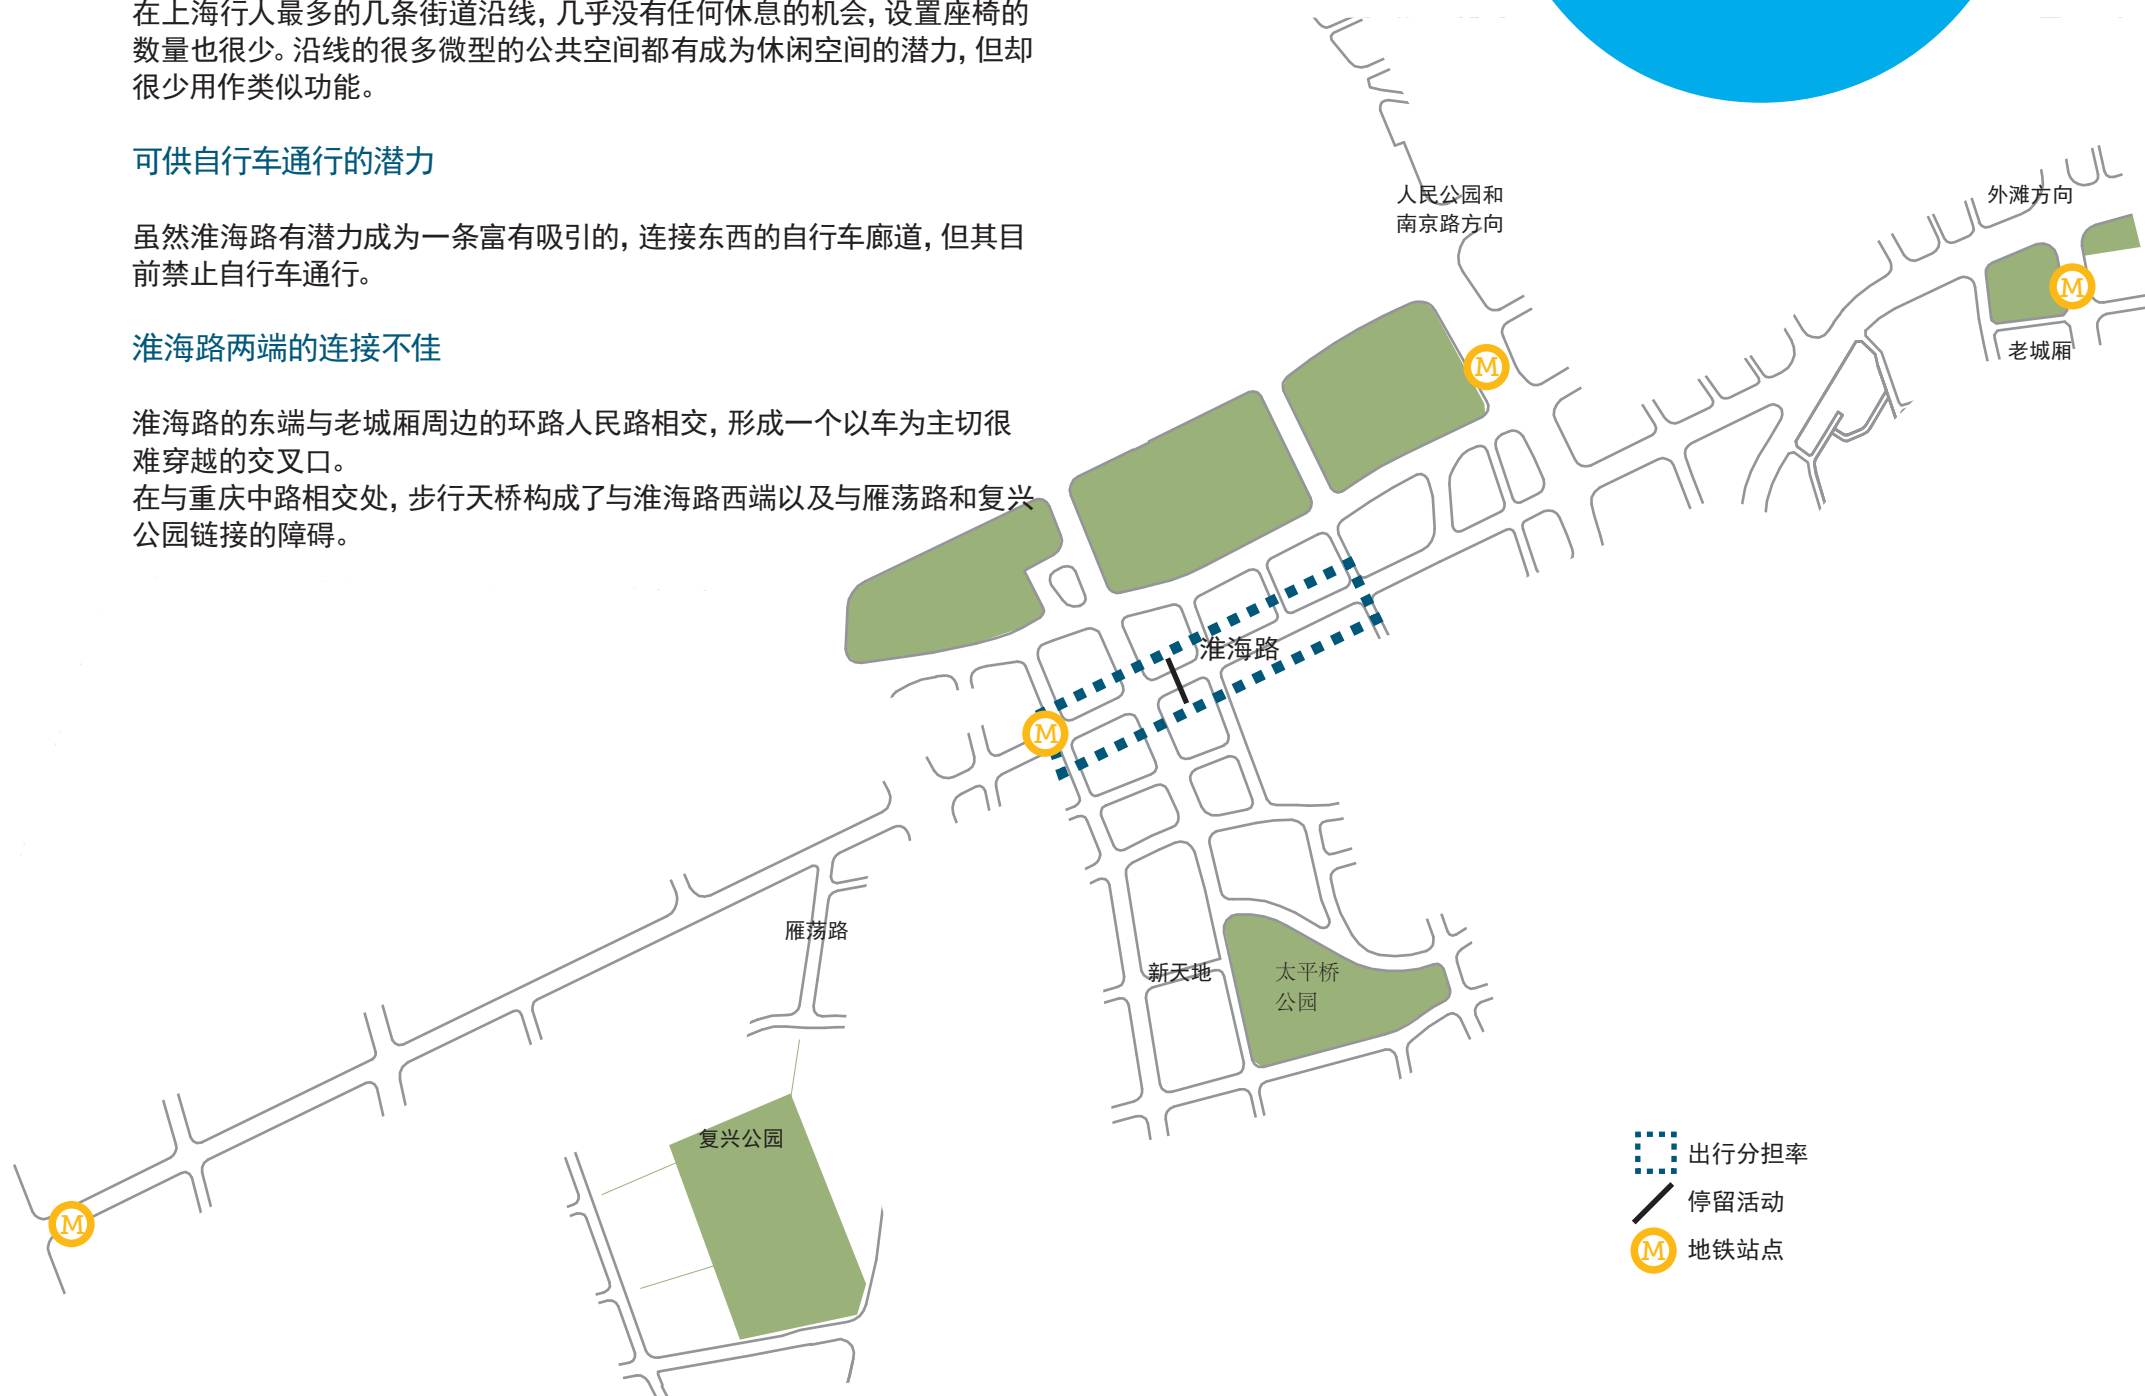 在上海行人最多的几条街道沿线，几乎没有任何休息的机会，设置座椅的
数量也很少。沿线的很多微型的公共空间都有成为休闲空间的潜力，但却
很少用作类似功能。
可供自行车通行的潜力
虽然淮海路有潜力成为一条富有吸引的，连接东西的自行车廊道，但其目
前禁止自行车通行。
淮海路两端的连接不佳
淮海路的东端与老城厢周边的环路人民路相交，形成一个以车为主切很
难穿越的交叉口。
在与重庆中路相交处，步行天桥构成了与淮海路西端以及与雁荡路和复兴
公园链接的障碍。
人民公园和
南京路方向
外滩方向
M
老城厢
M
淮海路
M
雁荡路
新天地
太平桥
公园
复兴公园
M
出行分担率
停留活动
M 地铁站点